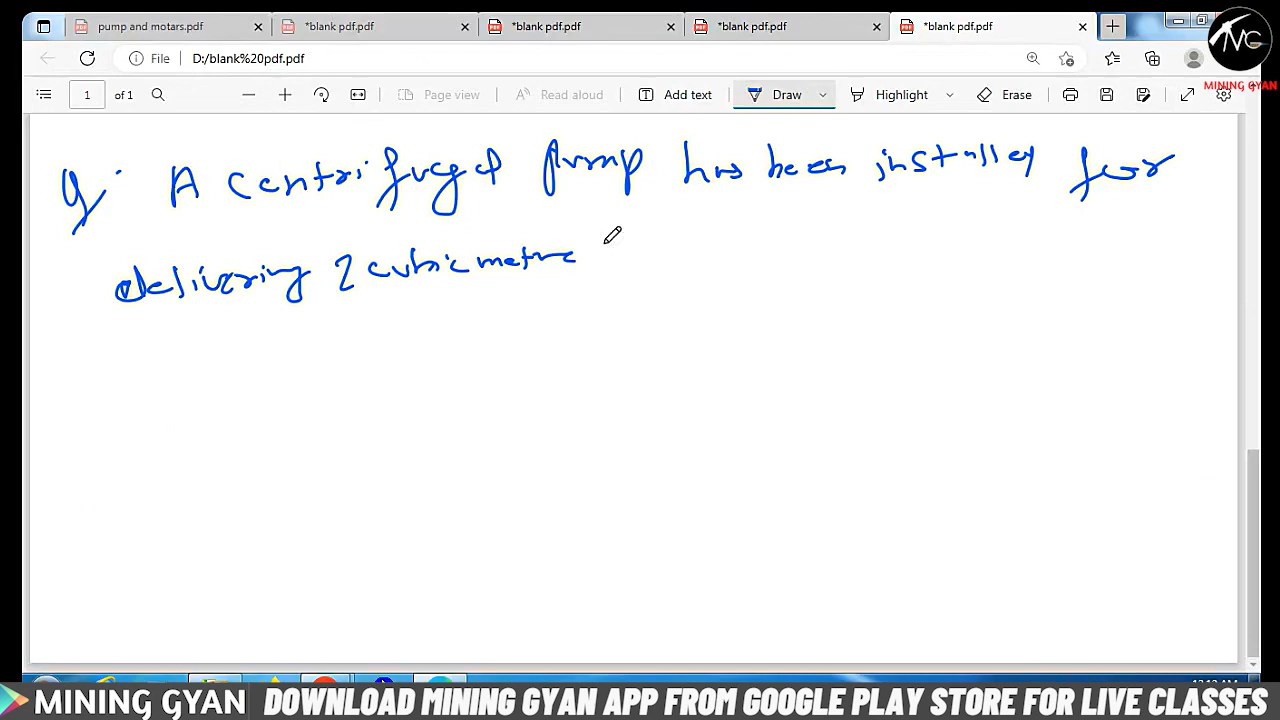 pump and motars.pdf
*blank pdf.pdf
*blank pdf.pdf
*blank pdf.pdf
*blank pdf.pdf
MVG
MINING GYAN
File D:/blank%20pdf.pdf
1 of 1 Page view Read aloud Add text Draw Highlight Erase
Q. A centrifugal pump has been installed for
delivering 2 cubic metre
MINING GYAN DOWNLOAD MINING GYAN APP FROM GOOGLE PLAY STORE FOR LIVE CLASSES